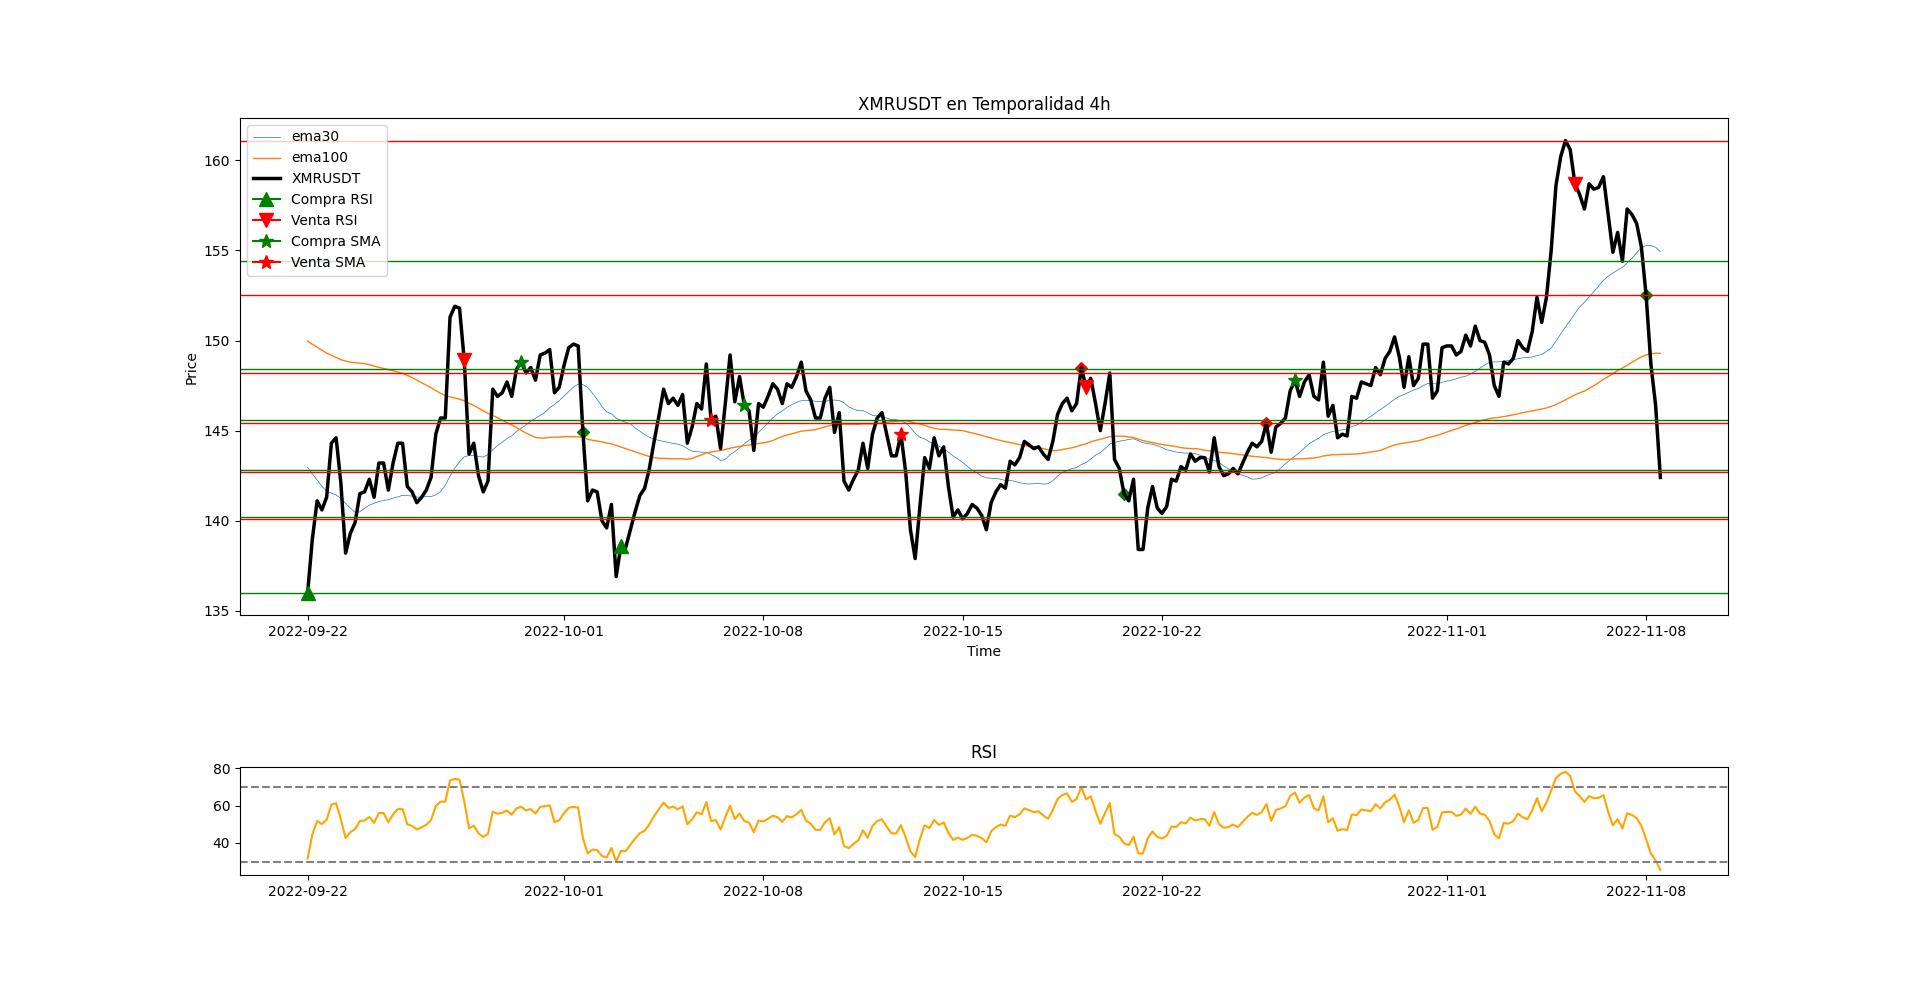 XMRUSDT en Temporalidad 4h
ema30
ema100
XMRUSDT
Compra RSI
Venta RSI
Compra SMA
Venta SMA
160
155
150
145
140
135
Price
2022-09-22 2022-10-01 2022-10-08 2022-10-15 2022-10-22 2022-11-01 2022-11-08
Time
RSI
80
60
40
2022-09-22 2022-10-01 2022-10-08 2022-10-15 2022-10-22 2022-11-01 2022-11-08